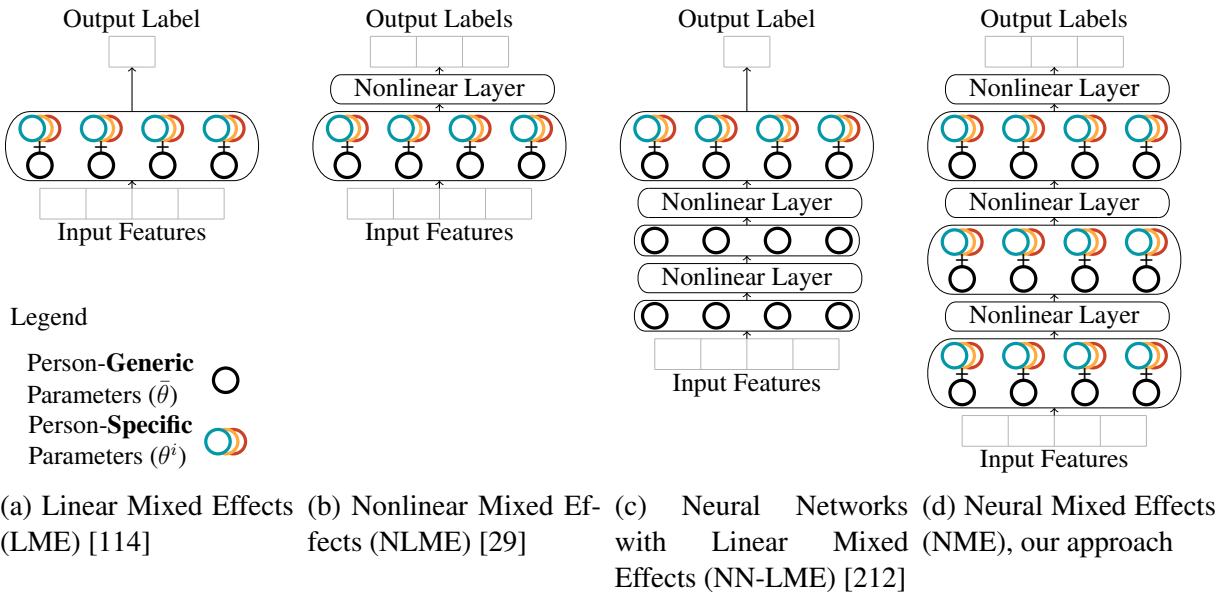 Output Label
Output Labels
Output Label
Output Labels
Nonlinear Layer
Nonlinear Layer
+ + + +
+ + + +
+ + + +
+ + + +
Input Features
Input Features
Nonlinear Layer
Nonlinear Layer
+ + + +
Nonlinear Layer
Nonlinear Layer
+ + + +
Input Features
Input Features
Legend
Person-Generic
Parameters (θ̄)
Person-Specific
Parameters (θⁱ)
(a) Linear Mixed Effects
(LME) [114]
(b) Nonlinear Mixed Ef-
fects (NLME) [29]
(c) Neural Networks
with Linear Mixed
Effects (NN-LME) [212]
(d) Neural Mixed Effects
(NME), our approach